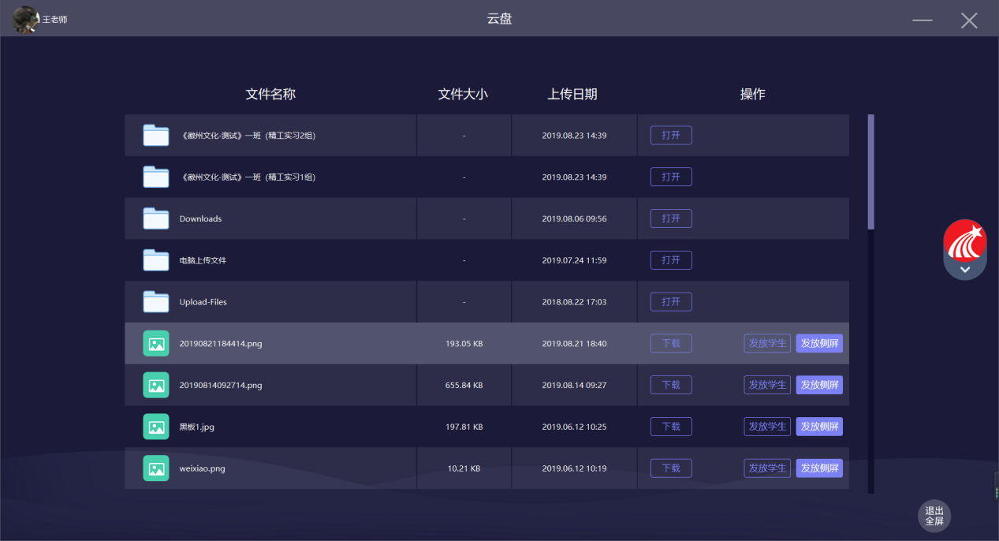 王老师
云盘
文件名称 文件大小 上传日期 操作
《徽州文化-测试》一班（精工实习2组） - 2019.08.23 14:39 打开
《徽州文化-测试》一班（精工实习1组） - 2019.08.23 14:39 打开
Downloads - 2019.08.06 09:56 打开
电脑上传文件 - 2019.07.24 11:59 打开
Upload-Files - 2018.08.22 17:03 打开
20190821184414.png 193.05 KB 2019.08.21 18:40 下载 发放学生 发放侧屏
20190814092714.png 655.84 KB 2019.08.14 09:27 下载 发放学生 发放侧屏
黑板1.jpg 197.81 KB 2019.06.12 10:25 下载 发放学生 发放侧屏
weixiao.png 10.21 KB 2019.06.12 10:19 下载 发放学生 发放侧屏
退出
全屏